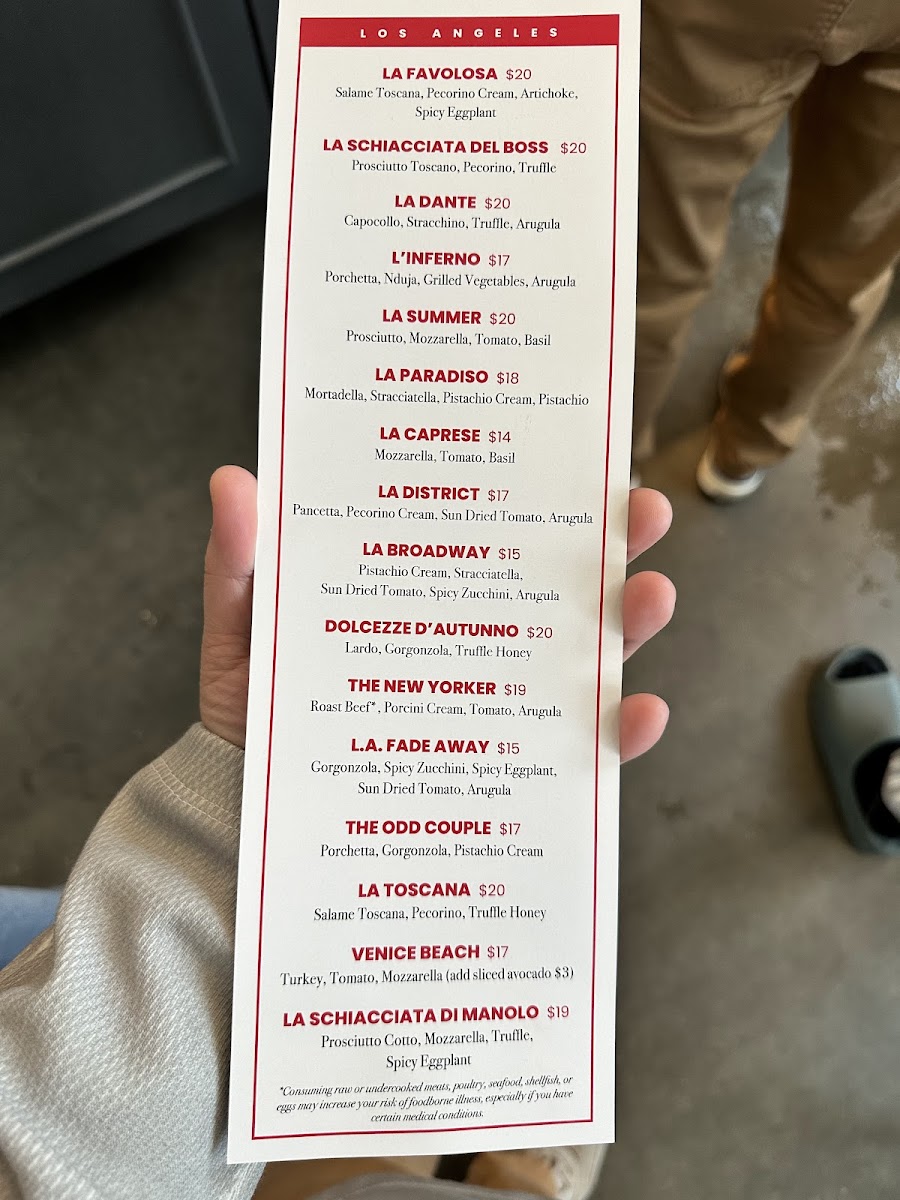 LOS ANGELES
LA FAVOLOSA $20
Salame Toscana, Pecorino Cream, Artichoke,
Spicy Eggplant
LA SCHIACCIATA DEL BOSS $20
Prosciutto Toscano, Pecorino, Truffle
LA DANTE $20
Capocollo, Stracchino, Truffle, Arugula
L'INFERNO $17
Porchetta, Nduja, Grilled Vegetables, Arugula
LA SUMMER $20
Prosciutto, Mozzarella, Tomato, Basil
LA PARADISO $18
Mortadella, Stracciatella, Pistachio Cream, Pistachio
LA CAPRESE $14
Mozzarella, Tomato, Basil
LA DISTRICT $17
Pancetta, Pecorino Cream, Sun Dried Tomato, Arugula
LA BROADWAY $15
Pistachio Cream, Stracciatella,
Sun Dried Tomato, Spicy Zucchini, Arugula
DOLCEZZE D'AUTUNNO $20
Lardo, Gorgonzola, Truffle Honey
THE NEW YORKER $19
Roast Beef*, Porcini Cream, Tomato, Arugula
L.A. FADE AWAY $15
Gorgonzola, Spicy Zucchini, Spicy Eggplant,
Sun Dried Tomato, Arugula
THE ODD COUPLE $17
Porchetta, Gorgonzola, Pistachio Cream
LA TOSCANA $20
Salame Toscana, Pecorino, Truffle Honey
VENICE BEACH $17
Turkey, Tomato, Mozzarella (add sliced avocado $3)
LA SCHIACCIATA DI MANOLO $19
Prosciutto Cotto, Mozzarella, Truffle,
Spicy Eggplant
*Consuming raw or undercooked meats, poultry, seafood, shellfish, or
eggs may increase your risk of foodborne illness, especially if you have
certain medical conditions.